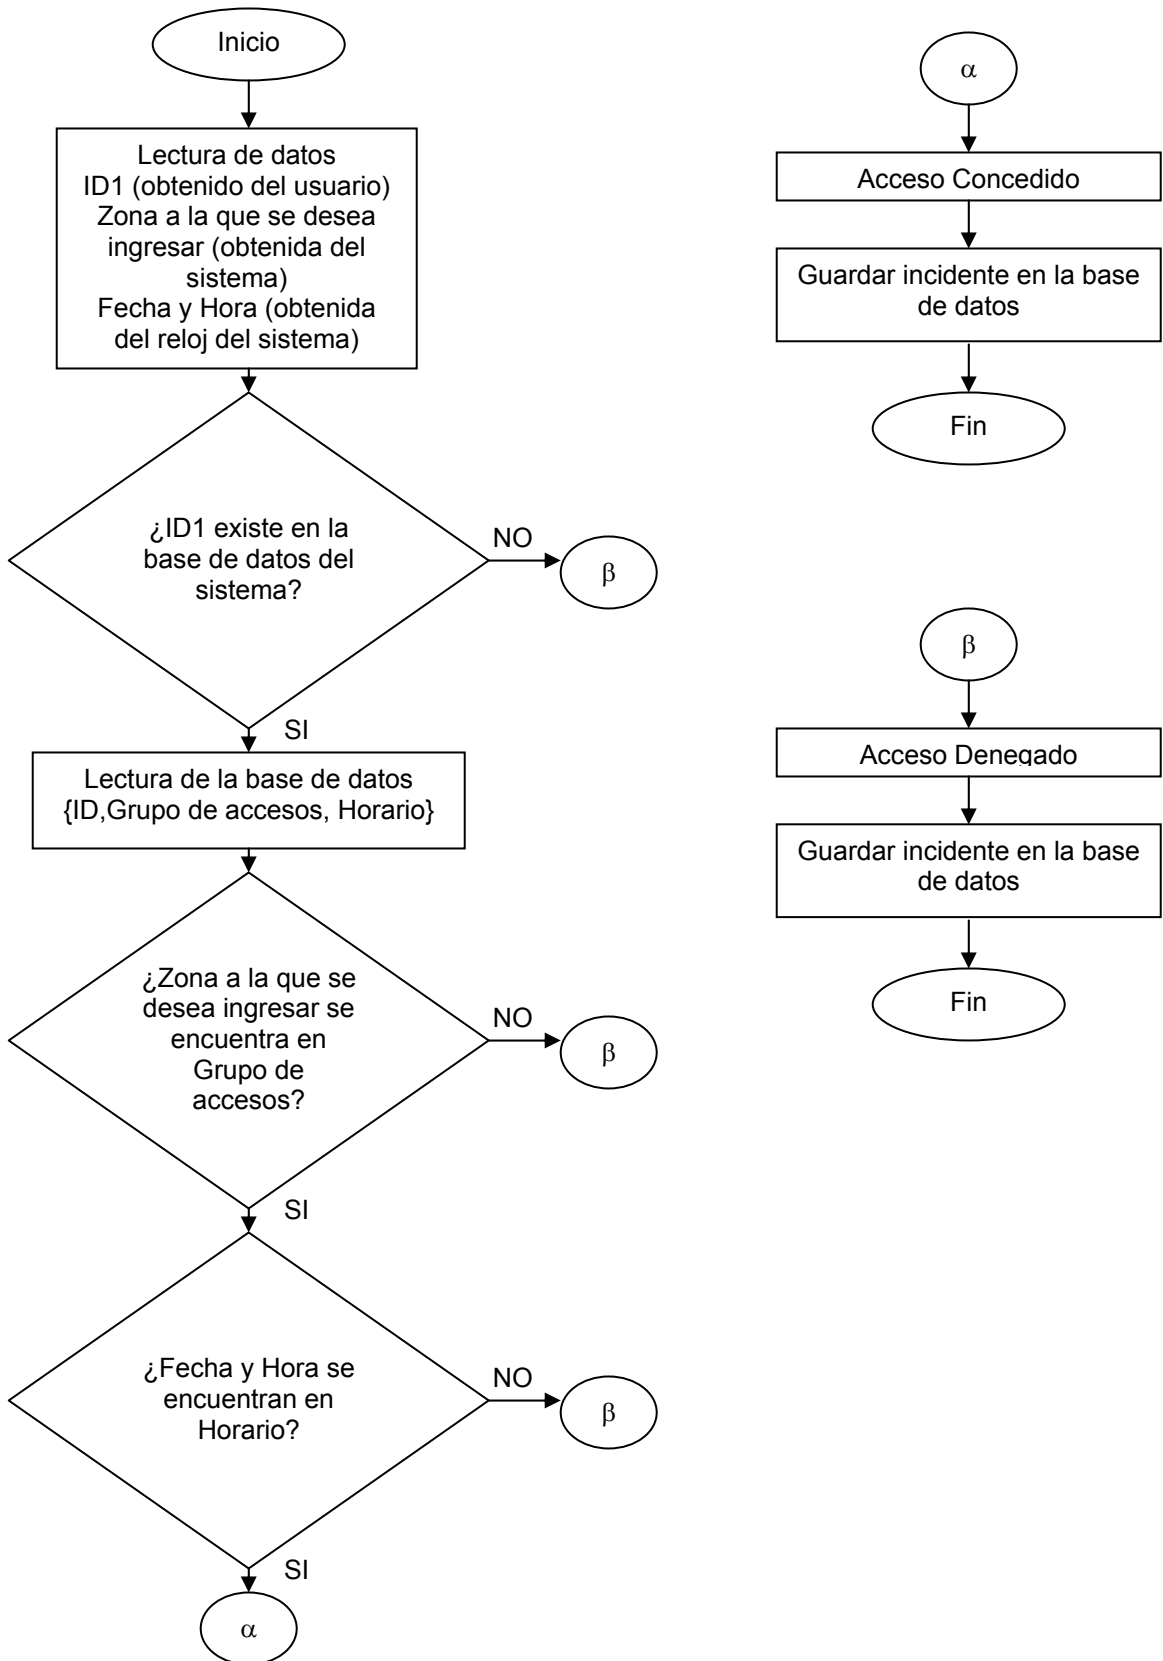 Inicio
Lectura de datos
ID1 (obtenido del usuario)
Zona a la que se desea
ingresar (obtenida del
sistema)
Fecha y Hora (obtenida
del reloj del sistema)
¿ID1 existe en la
base de datos del
sistema?
NO
β
SI
Lectura de la base de datos
{ID,Grupo de accesos, Horario}
¿Zona a la que se
desea ingresar se
encuentra en
Grupo de
accesos?
NO
β
SI
¿Fecha y Hora se
encuentran en
Horario?
NO
β
SI
α
α
Acceso Concedido
Guardar incidente en la base
de datos
Fin
β
Acceso Denegado
Guardar incidente en la base
de datos
Fin